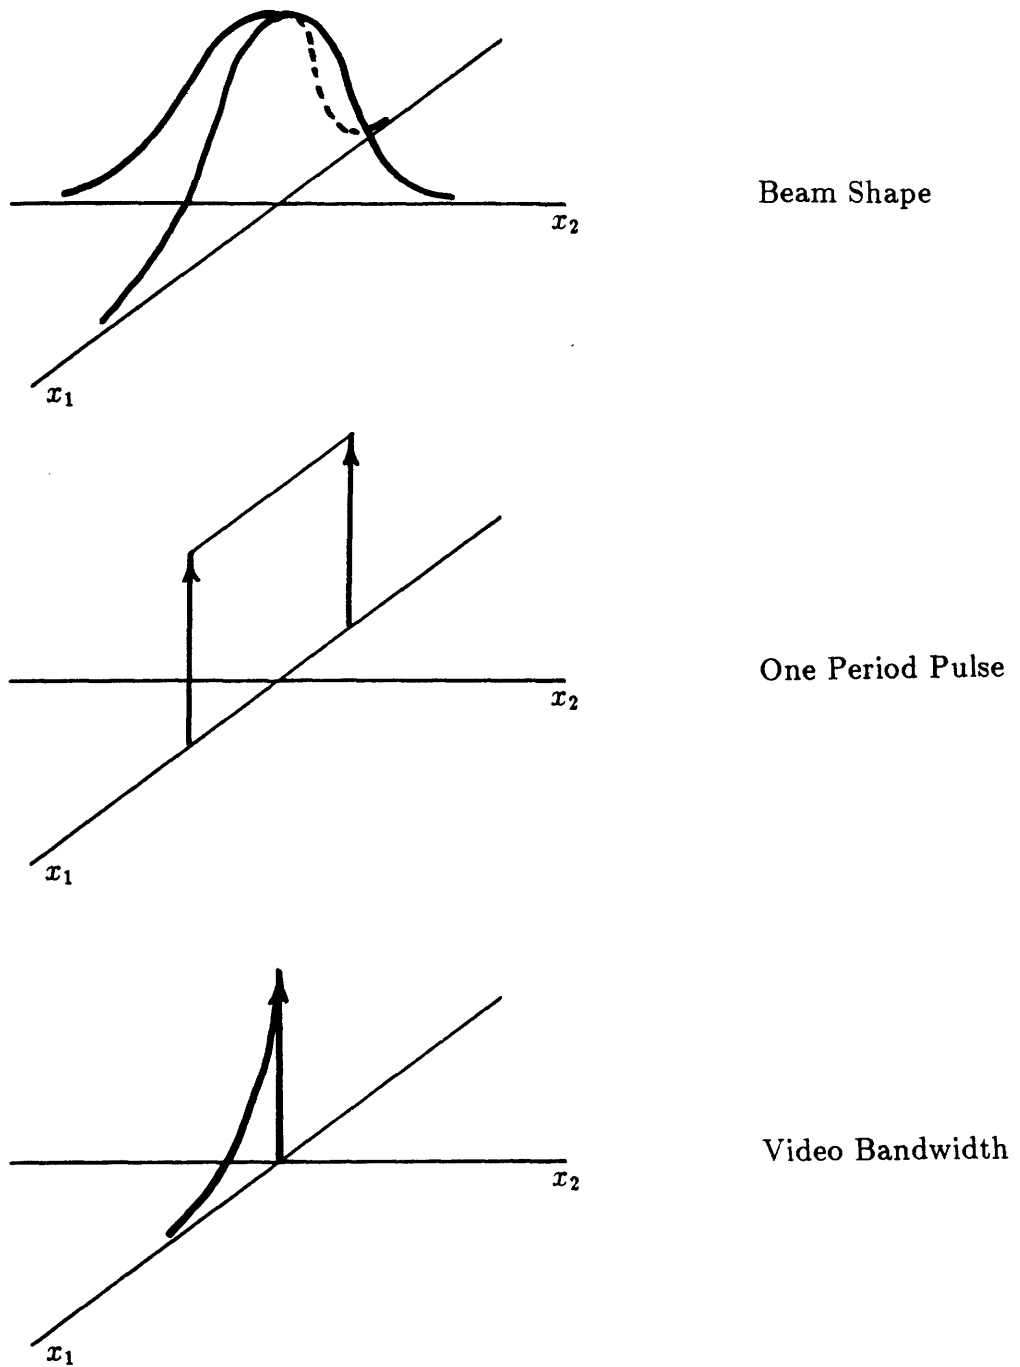 Beam Shape
x₂
x₁
One Period Pulse
x₂
x₁
Video Bandwidth
x₂
x₁